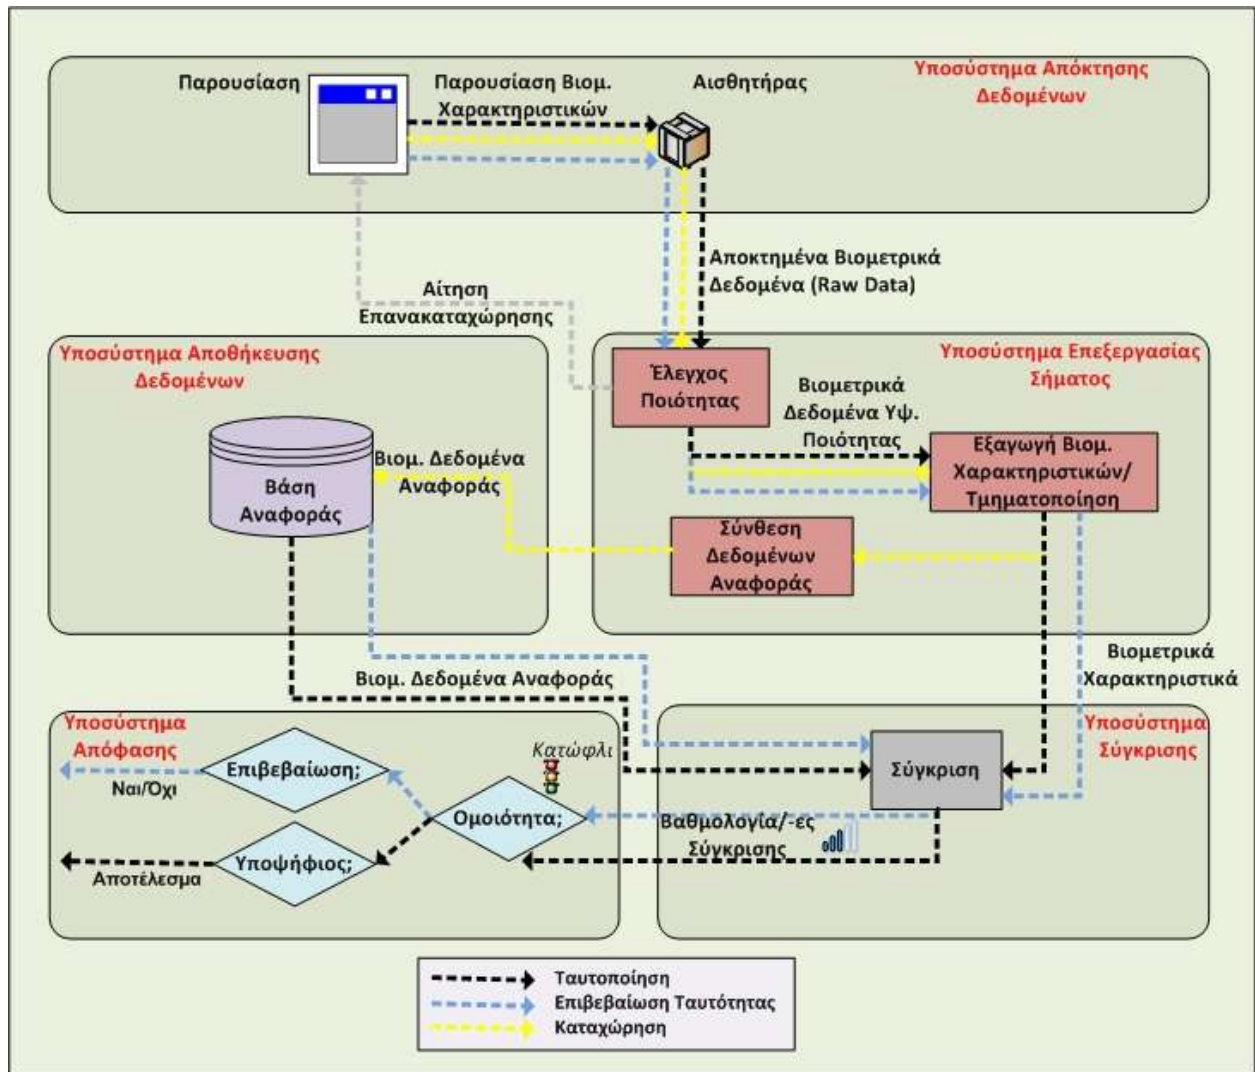 Παρουσίαση
Παρουσίαση Βιομ.
Χαρακτηριστικών
Αισθητήρας
Υποσύστημα Απόκτησης
Δεδομένων
Αποκτημένα Βιομετρικά
Δεδομένα (Raw Data)
Αίτηση
Επανακαταχώρησης
Υποσύστημα Αποθήκευσης
Δεδομένων
Υποσύστημα Επεξεργασίας
Σήματος
Έλεγχος
Ποιότητας
Βιομετρικά
Δεδομένα Υψ.
Ποιότητας
Εξαγωγή Βιομ.
Χαρακτηριστικών/
Τμηματοποίηση
Βιομ. Δεδομένα
Αναφοράς
Βάση
Αναφοράς
Σύνθεση
Δεδομένων
Αναφοράς
Βιομ. Δεδομένα Αναφοράς
Βιομετρικά
Χαρακτηριστικά
Υποσύστημα
Απόφασης
Υποσύστημα
Σύγκρισης
Κατώφλι
Επιβεβαίωση;
Ναι/Όχι
Σύγκριση
Ομοιότητα;
Βαθμολογία/-ες
Σύγκρισης
Υποψήφιος;
Αποτέλεσμα
Ταυτοποίηση
Επιβεβαίωση Ταυτότητας
Καταχώρηση